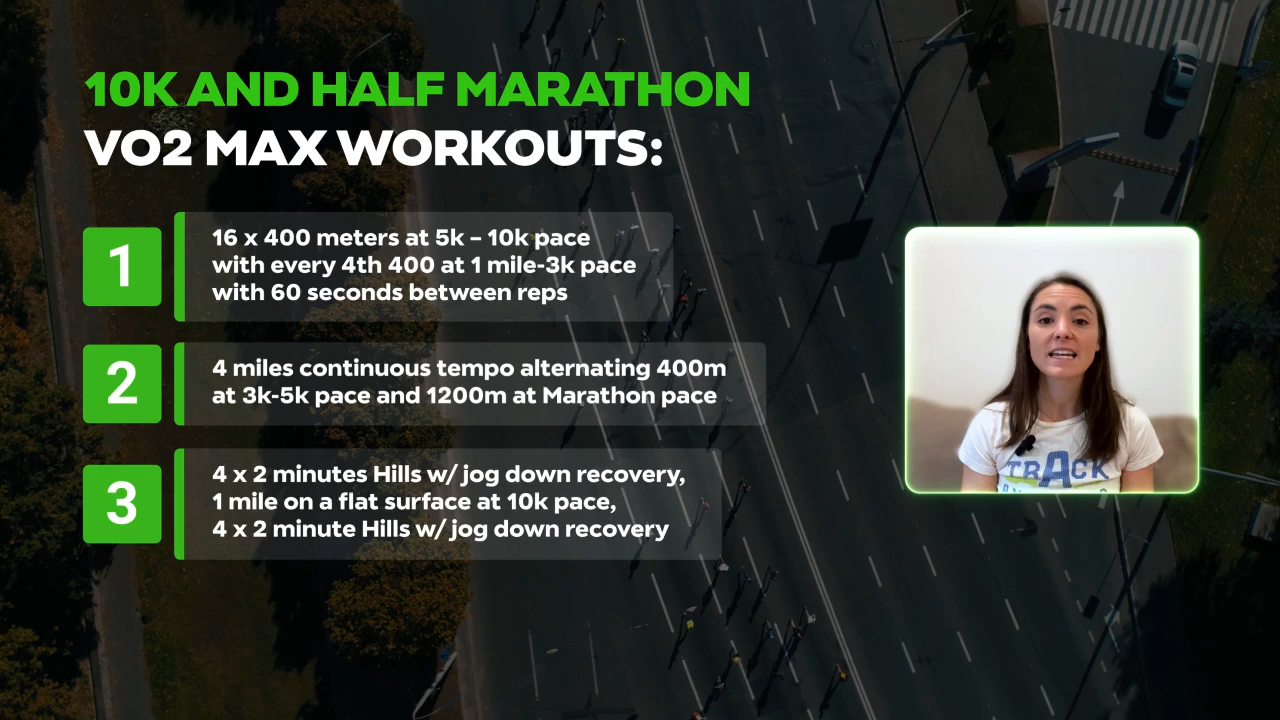 10K AND HALF MARATHON
VO2 MAX WORKOUTS:
1
16 x 400 meters at 5k – 10k pace
with every 4th 400 at 1 mile-3k pace
with 60 seconds between reps
2
4 miles continuous tempo alternating 400m
at 3k-5k pace and 1200m at Marathon pace
3
4 x 2 minutes Hills w/ jog down recovery,
1 mile on a flat surface at 10k pace,
4 x 2 minute Hills w/ jog down recovery
TRACK